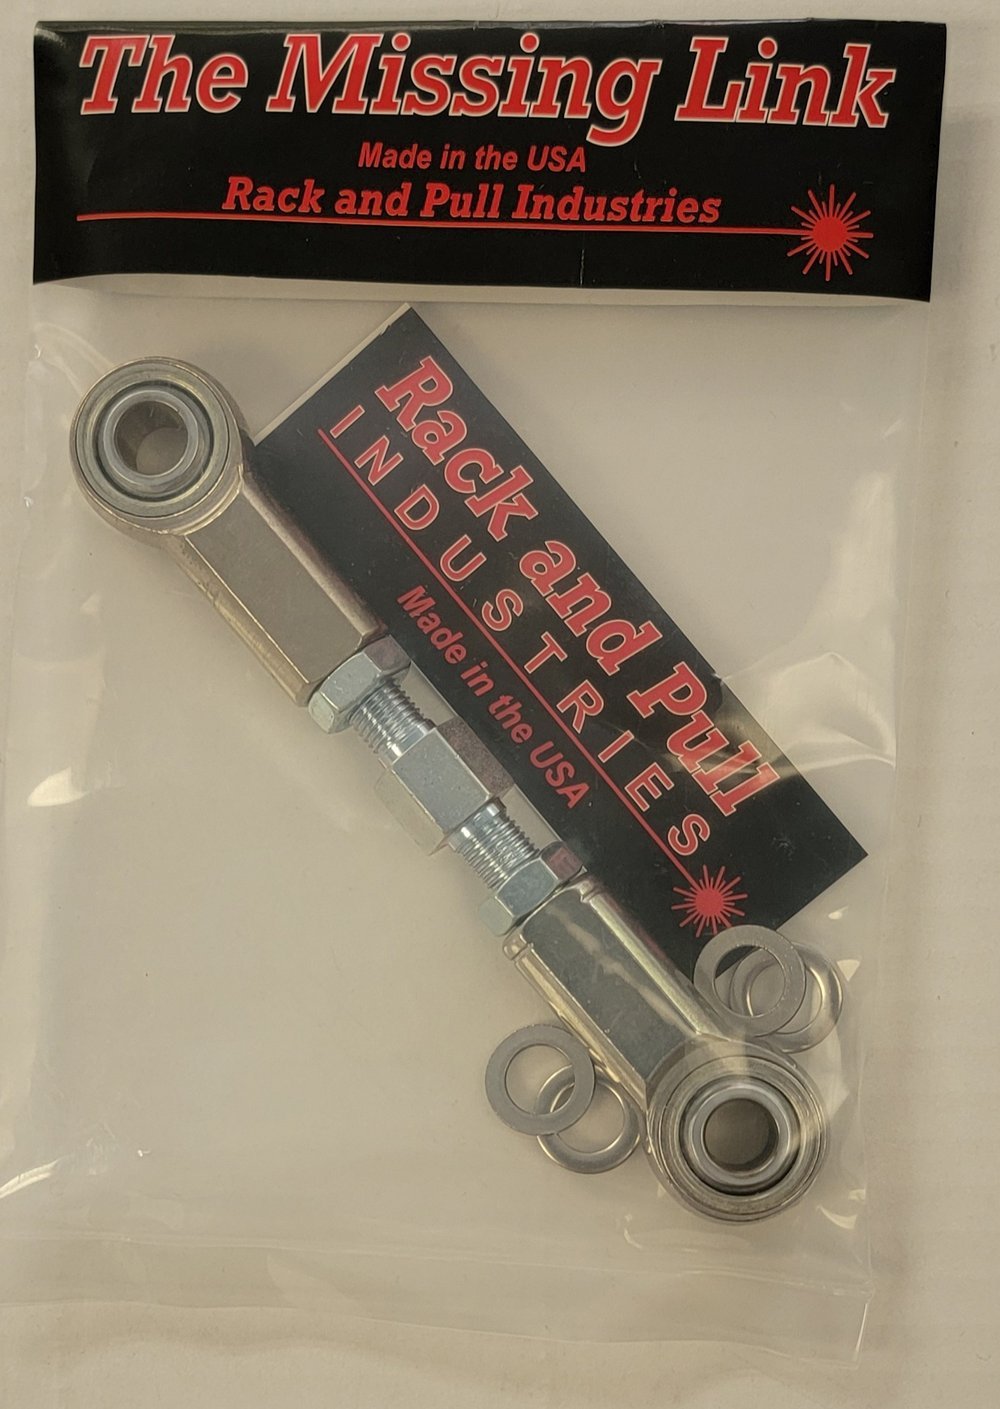 The Missing Link
Made in the USA
Rack and Pull Industries
Rack and Pull
INDUSTRIES
Made in the USA